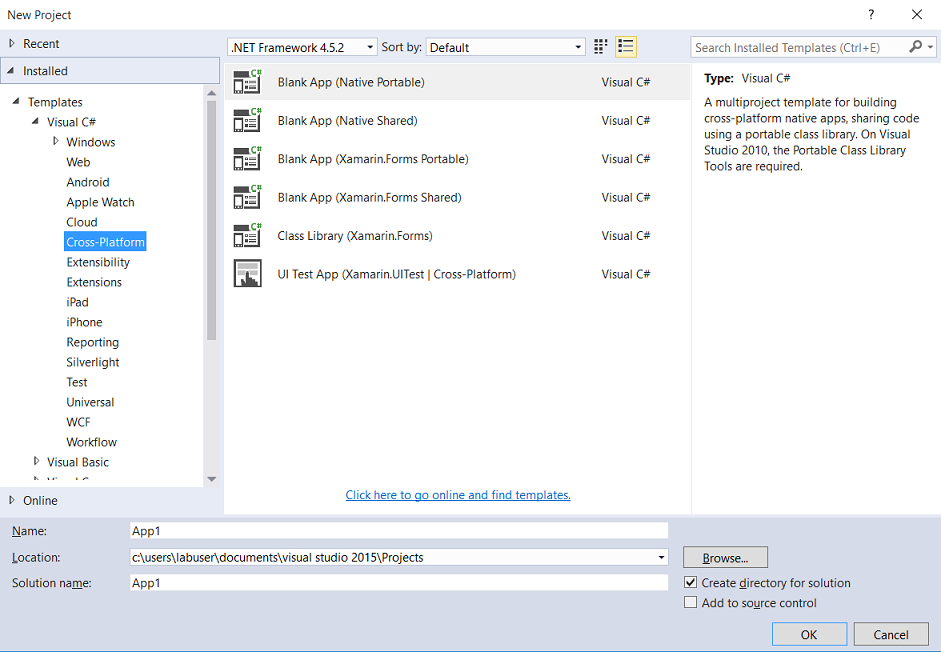 New Project
?
Recent
.NET Framework 4.5.2
Sort by:
Default
Search Installed Templates (Ctrl+E)
Installed
Templates
Visual C#
Windows
Web
Android
Apple Watch
Cloud
Cross-Platform
Extensibility
Extensions
iPad
iPhone
Reporting
Silverlight
Test
Universal
WCF
Workflow
Visual Basic
Online
C# Blank App (Native Portable) Visual C#
C# Blank App (Native Shared) Visual C#
C# Blank App (Xamarin.Forms Portable) Visual C#
C# Blank App (Xamarin.Forms Shared) Visual C#
C# Class Library (Xamarin.Forms) Visual C#
UI Test App (Xamarin.UITest | Cross-Platform) Visual C#
Click here to go online and find templates.
Type: Visual C#
A multiproject template for building
cross-platform native apps, sharing code
using a portable class library. On Visual
Studio 2010, the Portable Class Library
Tools are required.
Name: App1
Location: c:\users\labuser\documents\visual studio 2015\Projects
Browse...
Solution name: App1
Create directory for solution
Add to source control
OK
Cancel